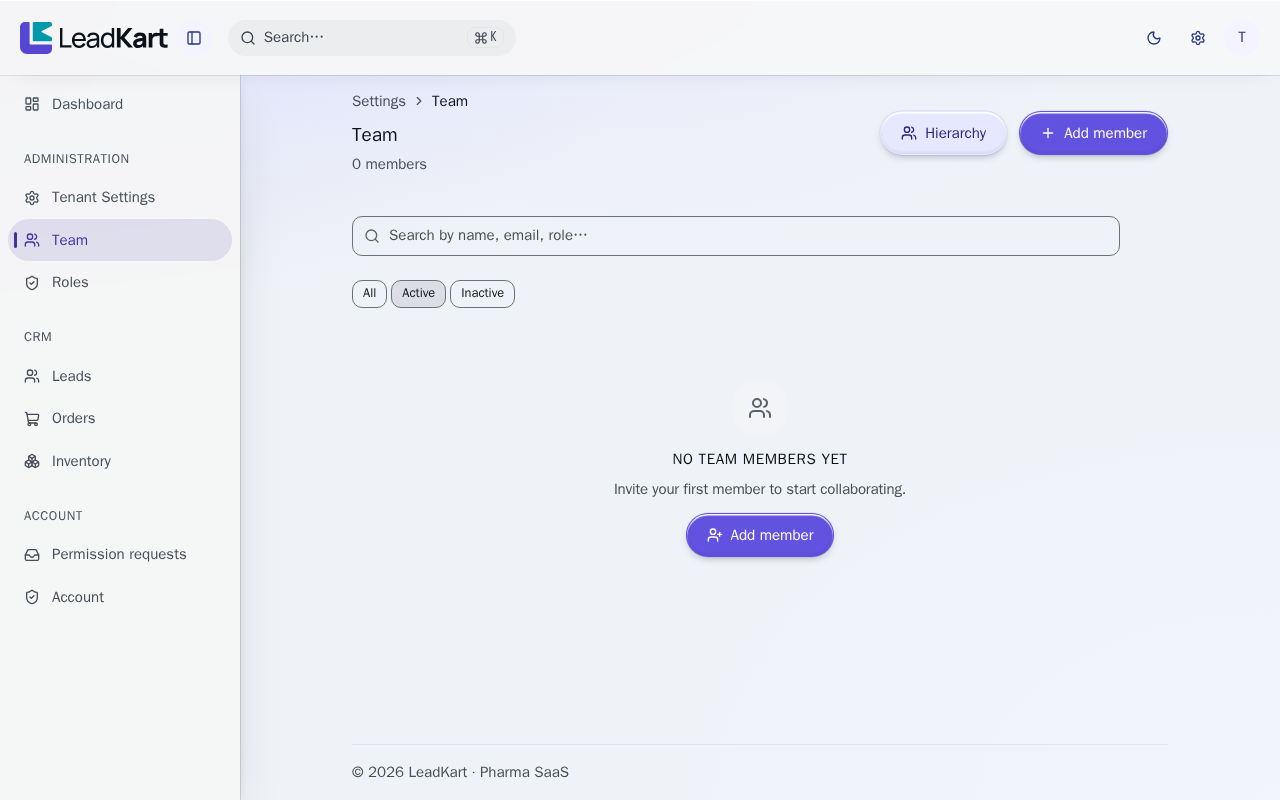 LeadKart
Search…
⌘K
T
Dashboard
ADMINISTRATION
Tenant Settings
Team
Roles
CRM
Leads
Orders
Inventory
ACCOUNT
Permission requests
Account
Settings > Team
Team
0 members
Hierarchy
Add member
Search by name, email, role…
All
Active
Inactive
NO TEAM MEMBERS YET
Invite your first member to start collaborating.
Add member
© 2026 LeadKart · Pharma SaaS